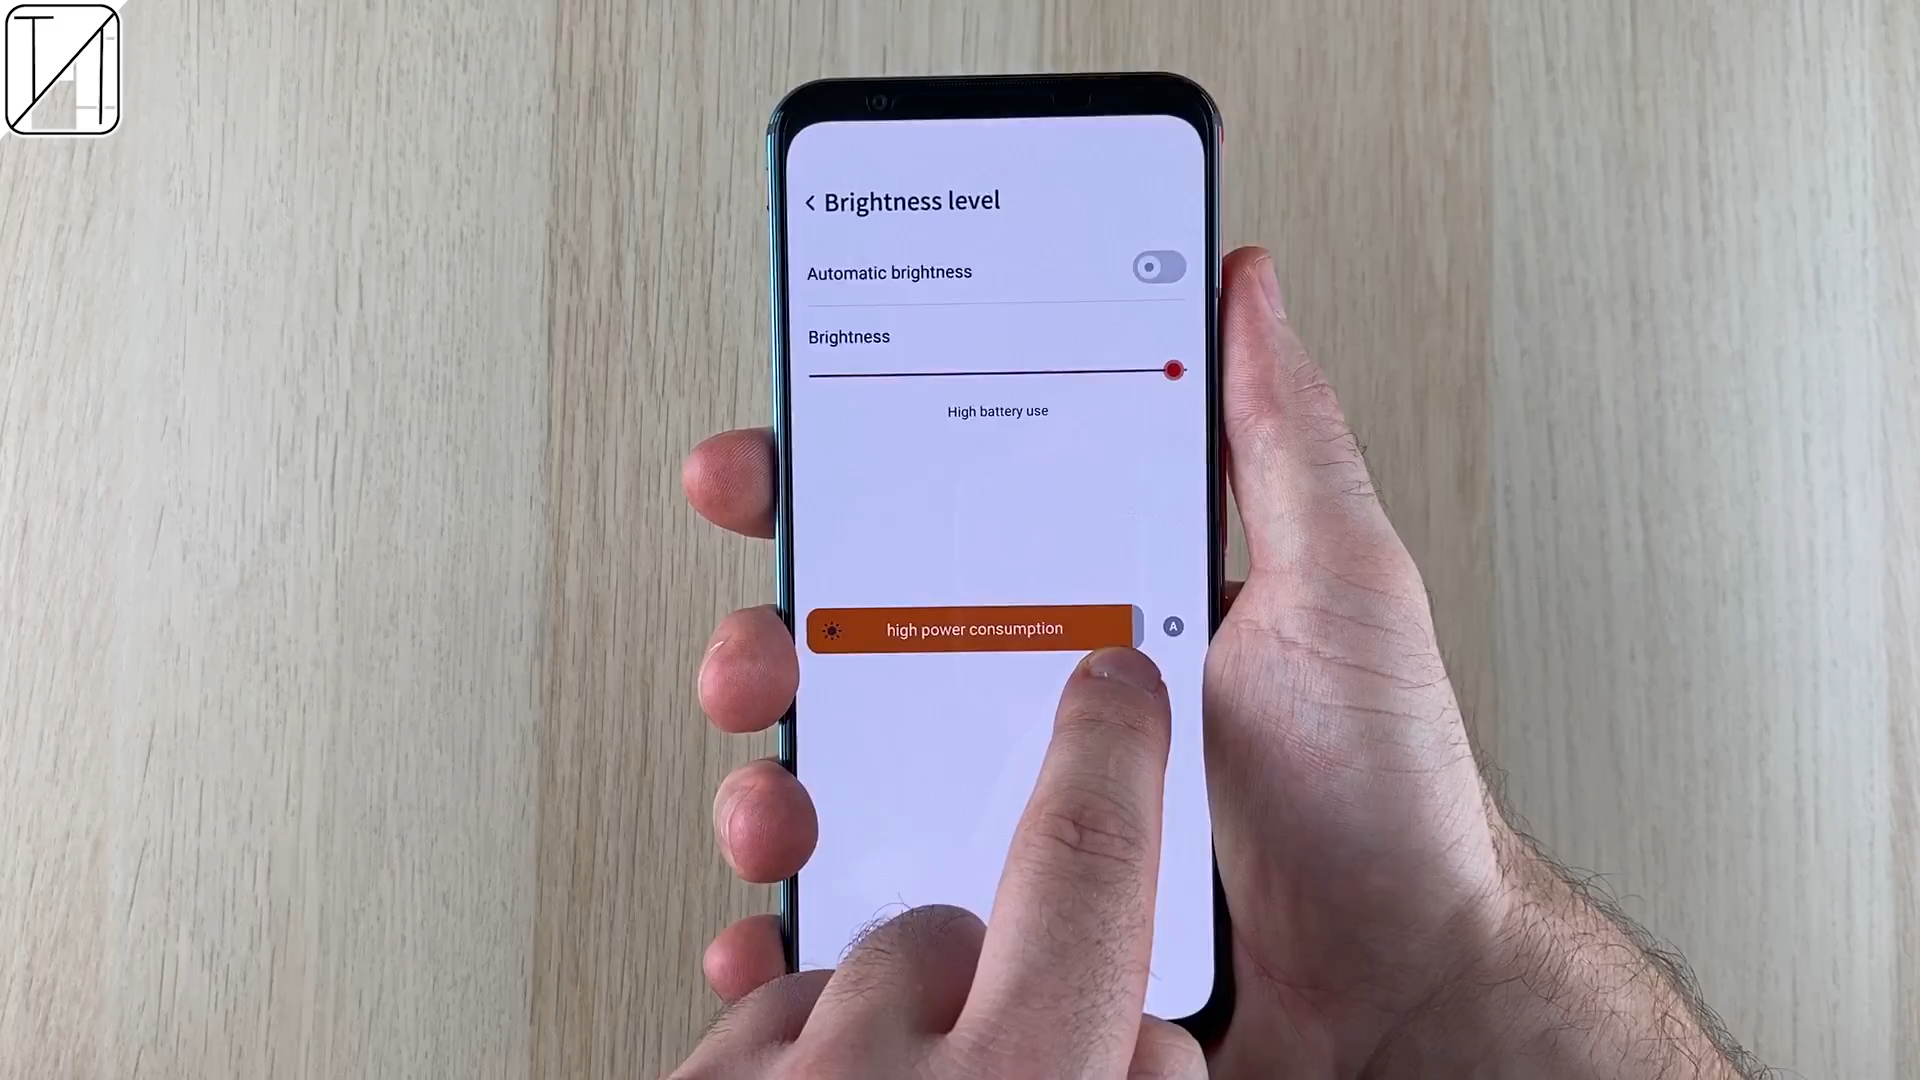 Brightness level
Automatic brightness
Brightness
High battery use
high power consumption
A